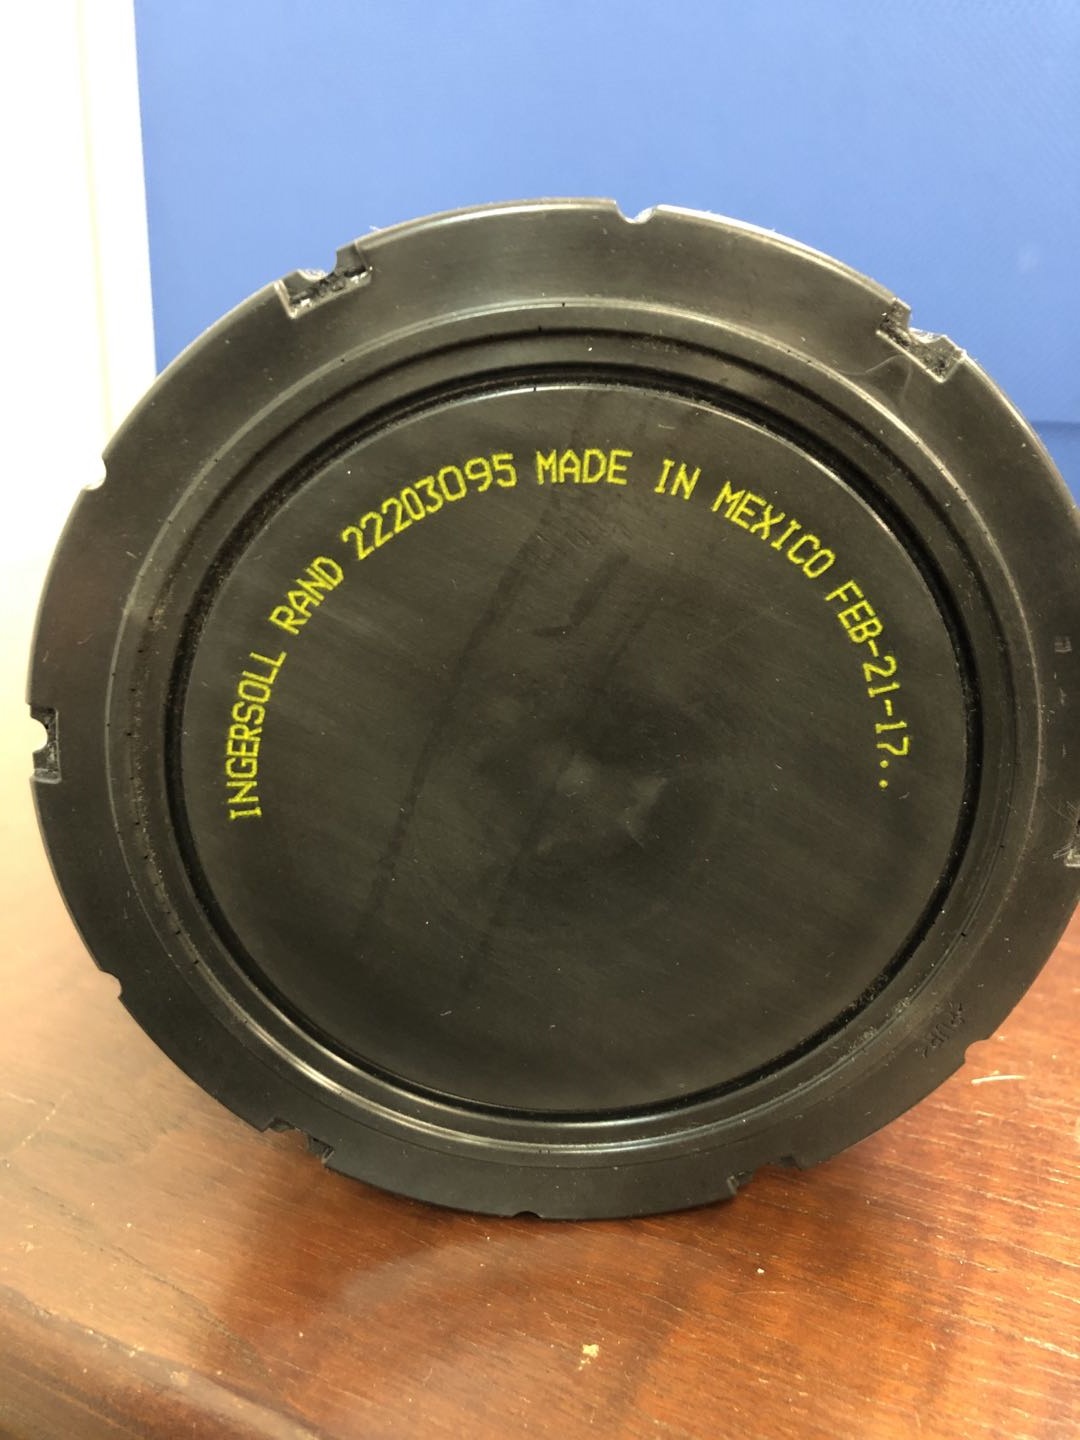 INGERSOLL RAND 22203095 MADE IN MEXICO FEB-21-17..